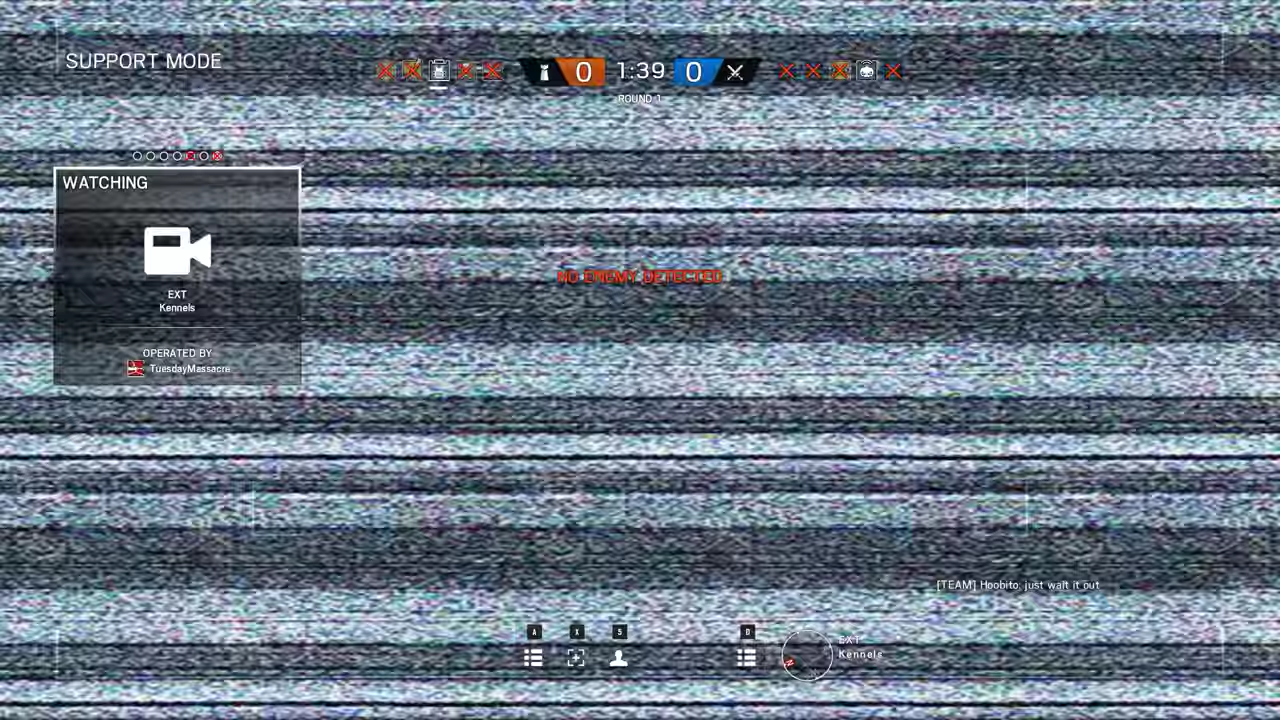 SUPPORT MODE
0 1:39 0
ROUND 1
WATCHING
EXT
Kennels
OPERATED BY
TuesdayMassacre
NO ENEMY DETECTED
[TEAM] Hoobito: just wait it out
A X S D
EXT
Kennels
N